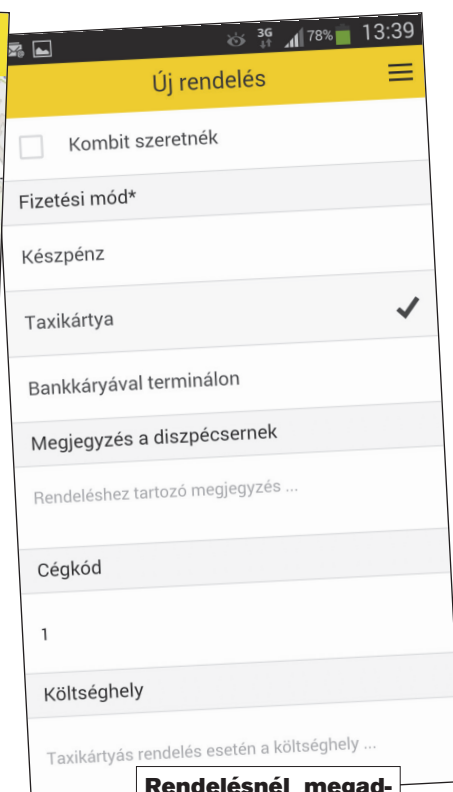 3G 78% 13:39
Új rendelés
Kombit szeretnék
Fizetési mód*
Készpénz
Taxikártya
Bankkáryával terminálon
Megjegyzés a diszpécsernek
Rendeléshez tartozó megjegyzés ...
Cégkód
1
Költséghely
Taxikártyás rendelés esetén a költséghely ...
Rendelésnél megad-